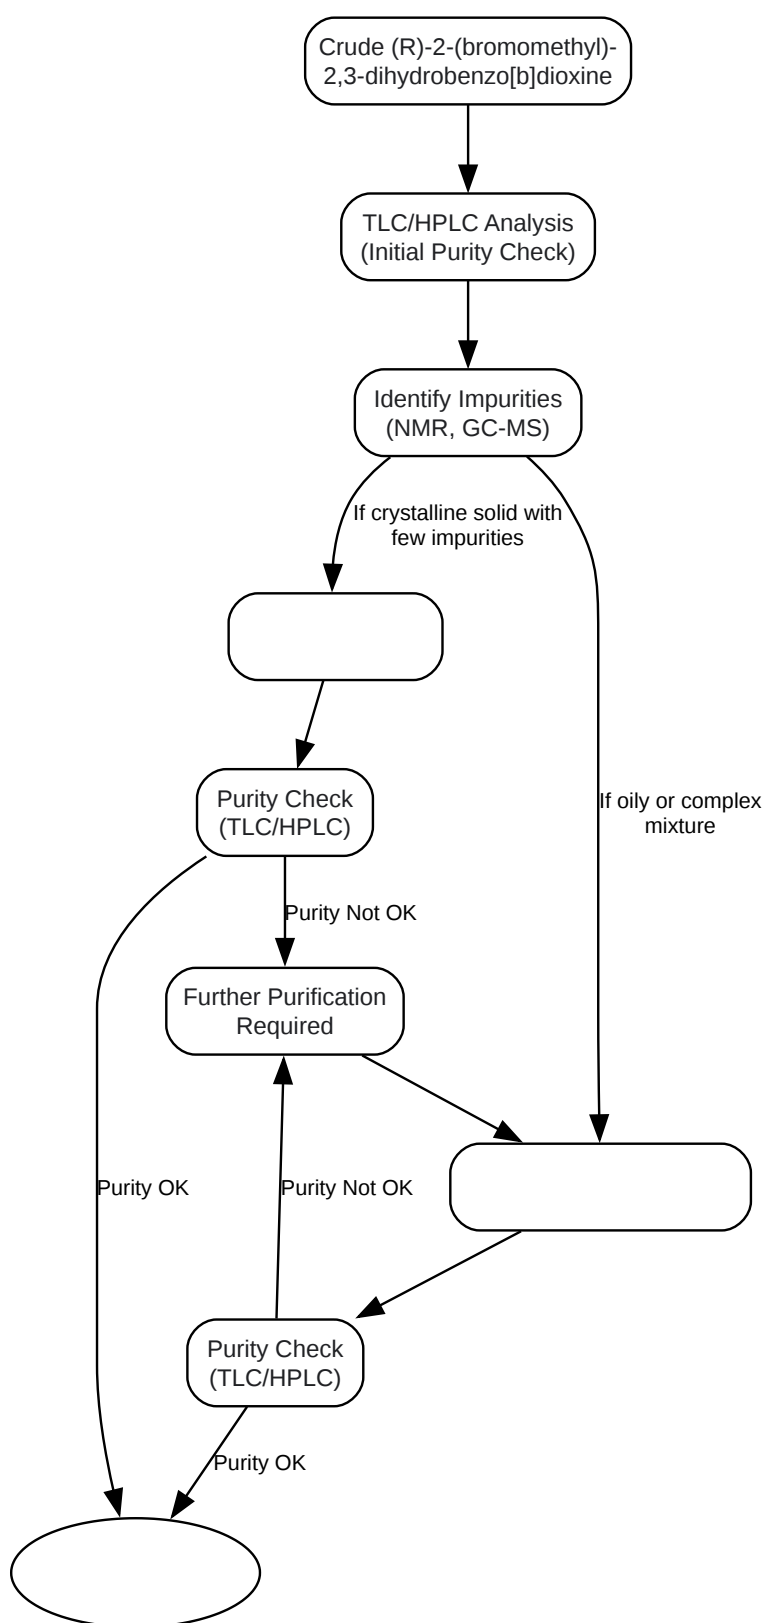 Crude (R)-2-(bromomethyl)-
2,3-dihydrobenzo[b]dioxine
TLC/HPLC Analysis
(Initial Purity Check)
Identify Impurities
(NMR, GC-MS)
If crystalline solid with
few impurities
Purity Check
(TLC/HPLC)
If oily or complex
mixture
Purity Not OK
Further Purification
Required
Purity OK
Purity Not OK
Purity Check
(TLC/HPLC)
Purity OK